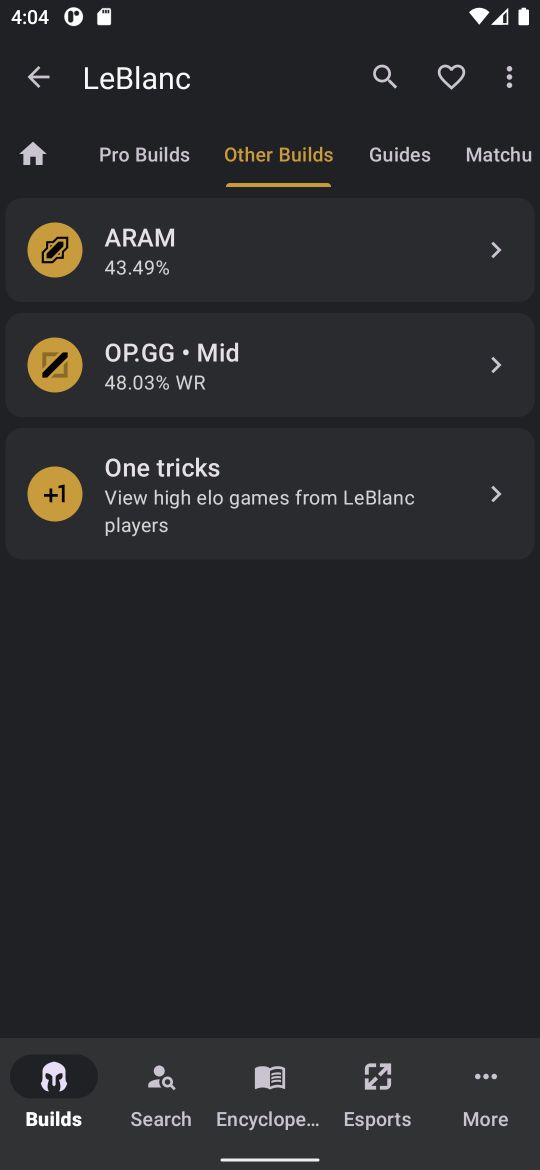 4:04
LeBlanc
Pro Builds
Other Builds
Guides
Matchu
ARAM
43.49%
OP.GG • Mid
48.03% WR
+1
One tricks
View high elo games from LeBlanc
players
Builds
Search
Encyclope...
Esports
More